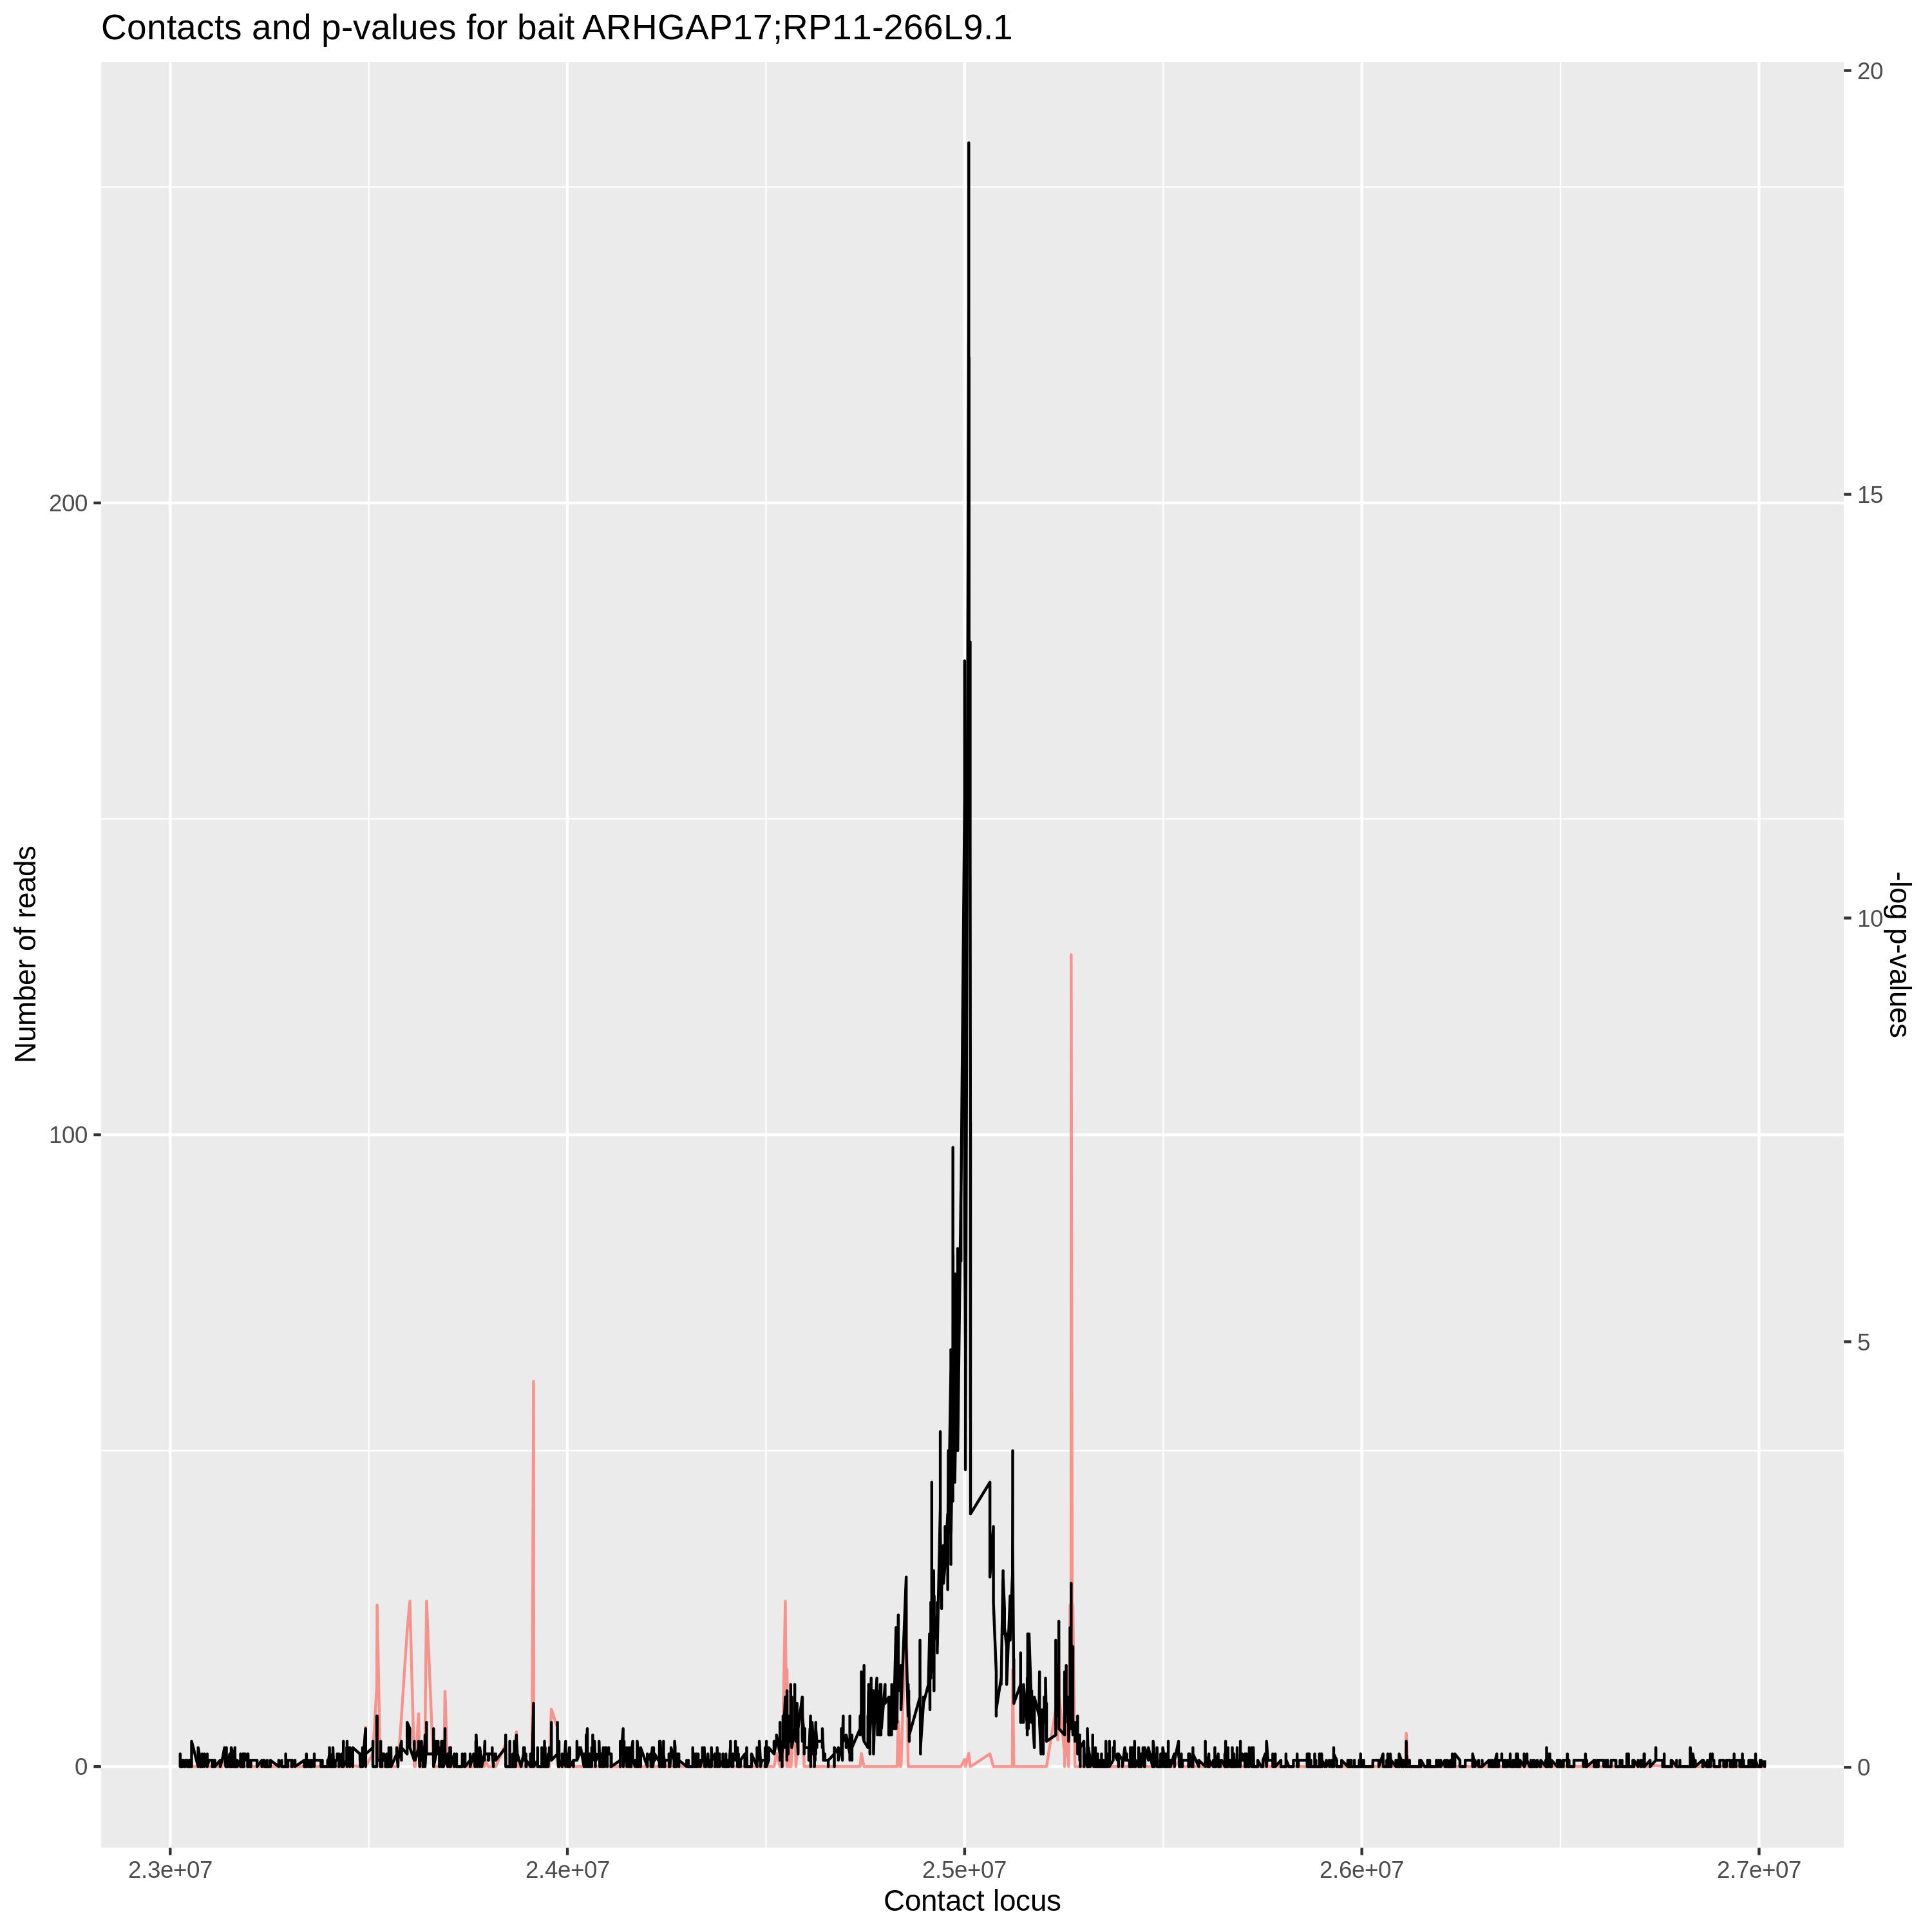 Contacts and p-values for bait ARHGAP17;RP11-266L9.1
Number of reads
200
100
0
20
15
10
5
0
-log p-values
2.3e+07 2.4e+07 2.5e+07 2.6e+07 2.7e+07
Contact locus